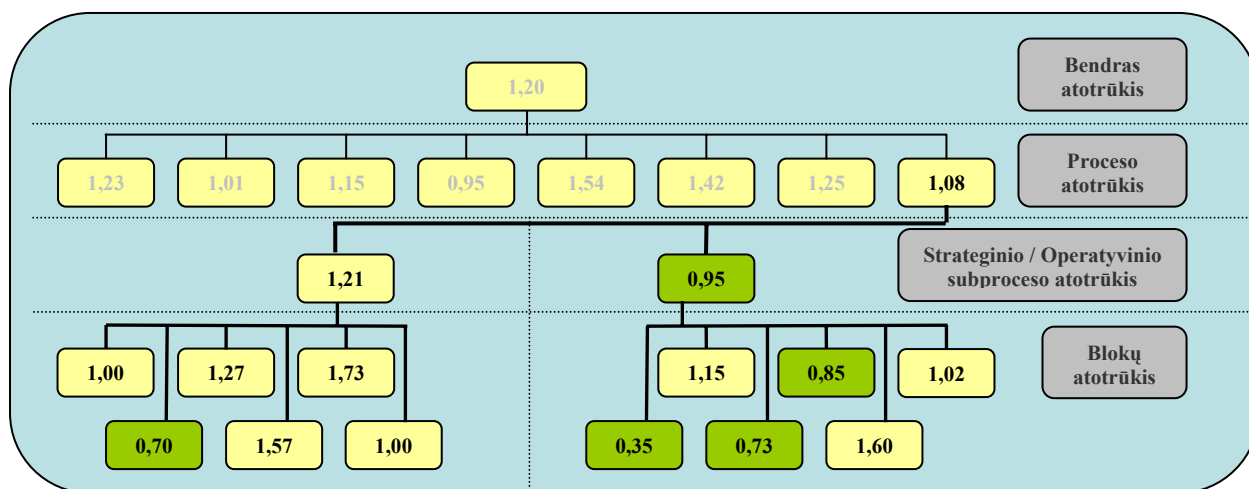 Bendras
atotrūkis
1,20
1,23 1,01 1,15 0,95 1,54 1,42 1,25 1,08
Proceso
atotrūkis
1,21 0,95
Strateginio / Operatyvinio
subproceso atotrūkis
1,00 1,27 1,73 1,15 0,85 1,02
Blokų
atotrūkis
0,70 1,57 1,00 0,35 0,73 1,60